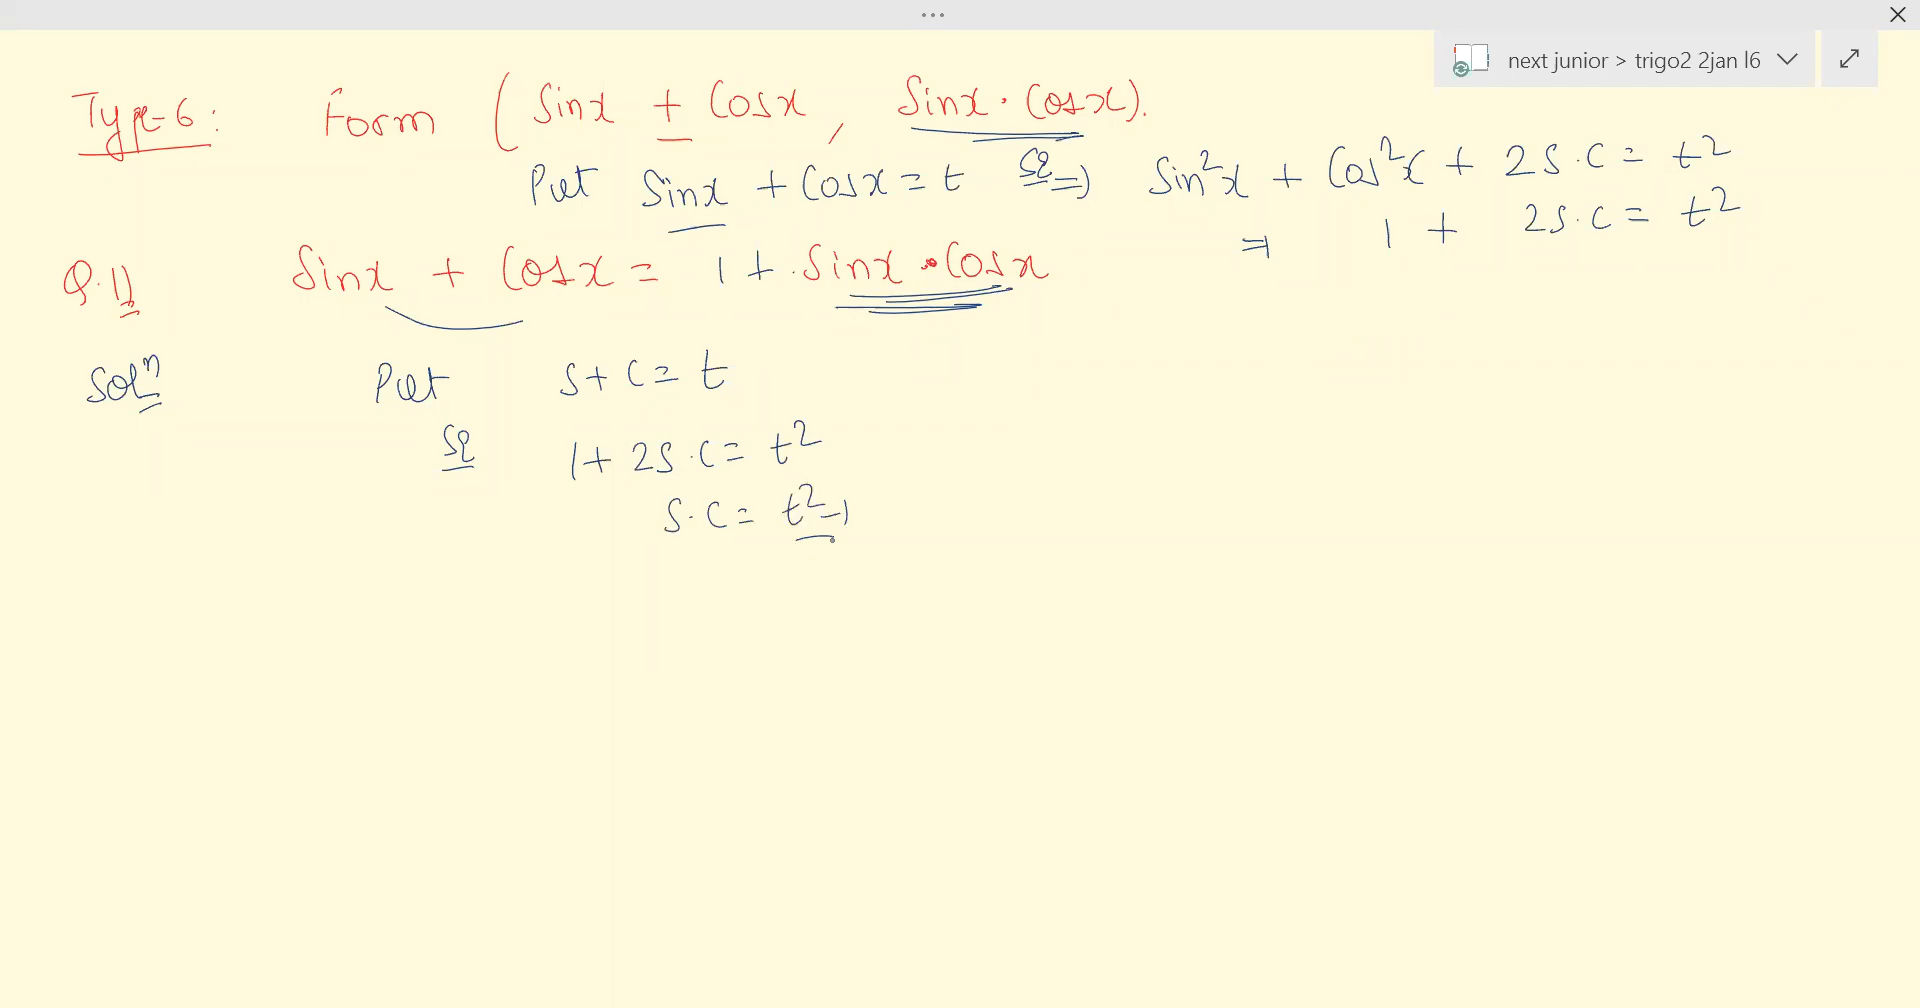 next junior > trigo2 2jan l6
Type-6: Form (Sinx + Cosx, Sinx · Cosx).
Put Sinx + Cosx = t Sq ⇒ Sin²x + Cos²x + 2S·C = t²
⇒ 1 + 2S·C = t²
Q.1) Sinx + Cosx = 1 + Sinx · Cosx
Solⁿ Put S + C = t
Sq 1 + 2S·C = t²
S·C = t² - 1